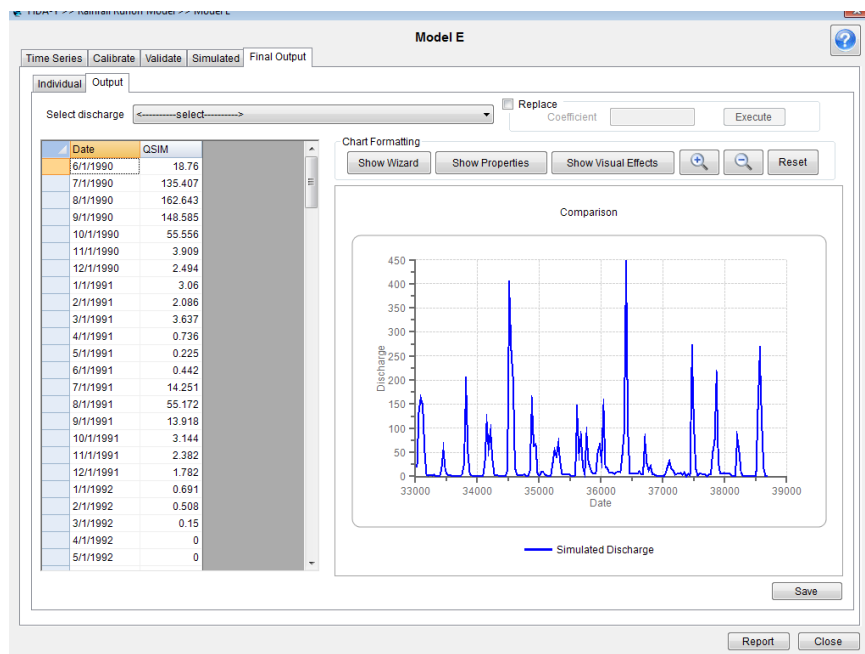 HDA-Y >> Rainfall Runoff Model >> Model E
Model E
Time Series Calibrate Validate Simulated Final Output
Individual Output
Select discharge <----------select---------->
Replace
Coefficient Execute
Chart Formatting
Show Wizard Show Properties Show Visual Effects Reset
Date QSIM
6/1/1990 18.76
7/1/1990 135.407
8/1/1990 162.643
9/1/1990 148.585
10/1/1990 55.556
11/1/1990 3.909
12/1/1990 2.494
1/1/1991 3.06
2/1/1991 2.086
3/1/1991 3.637
4/1/1991 0.736
5/1/1991 0.225
6/1/1991 0.442
7/1/1991 14.251
8/1/1991 55.172
9/1/1991 13.918
10/1/1991 3.144
11/1/1991 2.382
12/1/1991 1.782
1/1/1992 0.691
2/1/1992 0.508
3/1/1992 0.15
4/1/1992 0
5/1/1992 0
Comparison
450
400
350
300
250
200
150
100
50
0
Discharge
33000 34000 35000 36000 37000 38000 39000
Date
Simulated Discharge
Save
Report Close